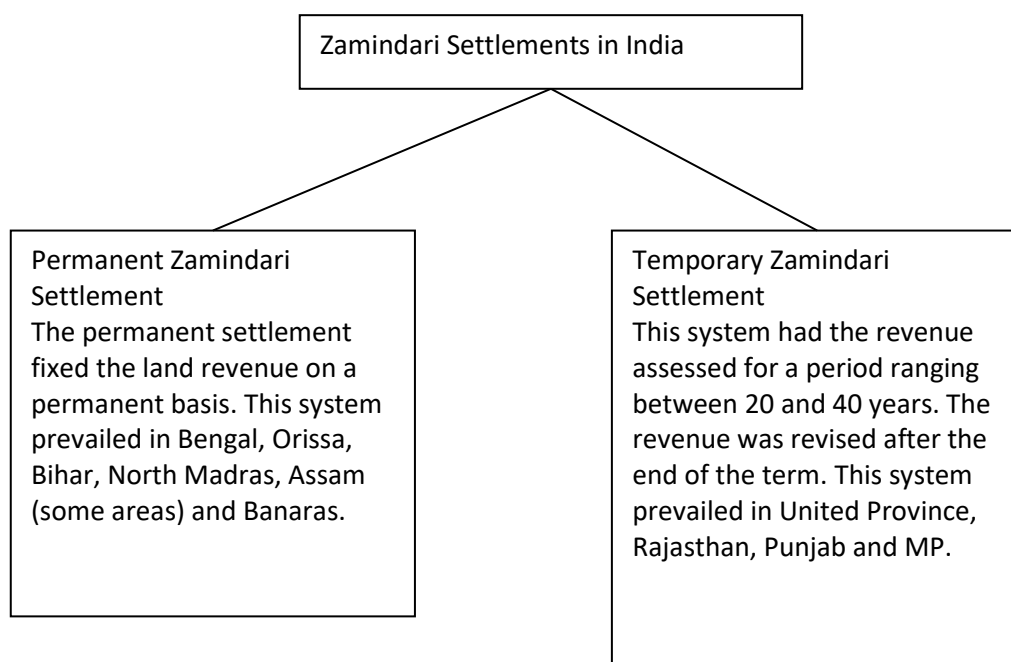 Zamindari Settlements in India
Permanent Zamindari
Settlement
The permanent settlement
fixed the land revenue on a
permanent basis. This system
prevailed in Bengal, Orissa,
Bihar, North Madras, Assam
(some areas) and Banaras.
Temporary Zamindari
Settlement
This system had the revenue
assessed for a period ranging
between 20 and 40 years. The
revenue was revised after the
end of the term. This system
prevailed in United Province,
Rajasthan, Punjab and MP.